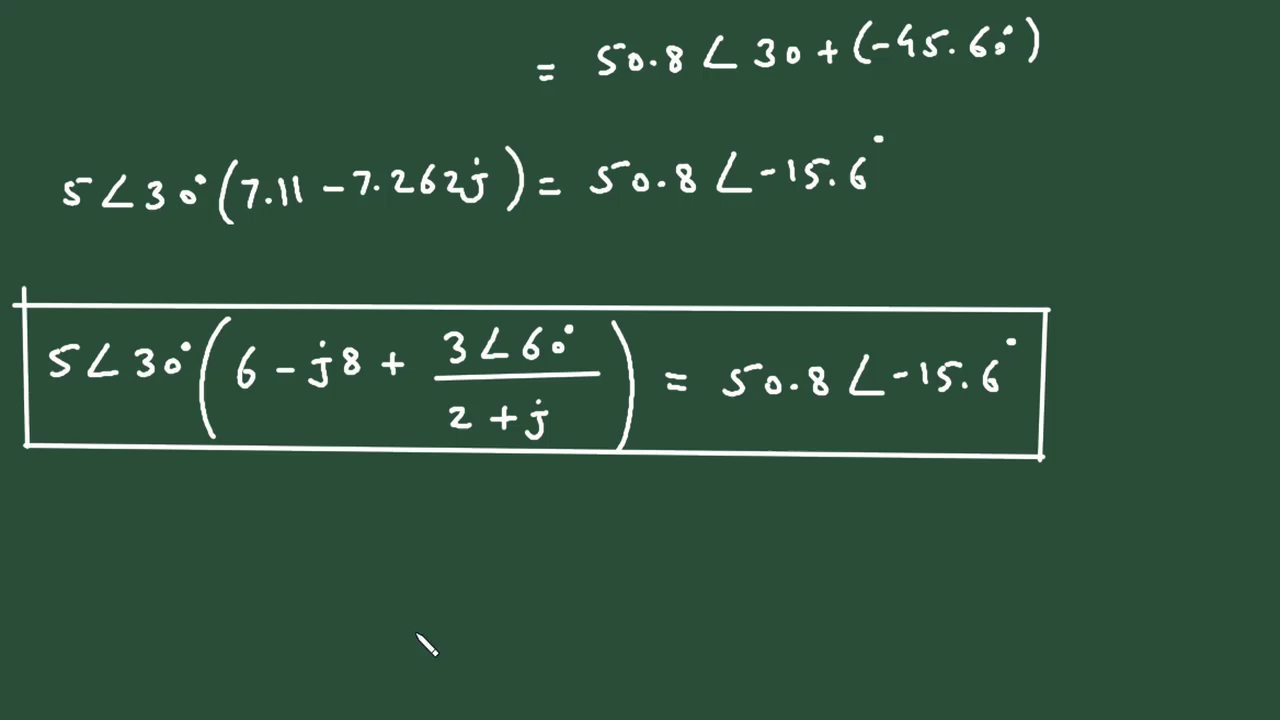 = 50.8 ∠ 30 + (-45.6°)
5∠30° (7.11 - 7.262j) = 50.8 ∠ -15.6°
5∠30° (6 - j8 + \frac{3∠60°}{2+j}) = 50.8 ∠ -15.6°